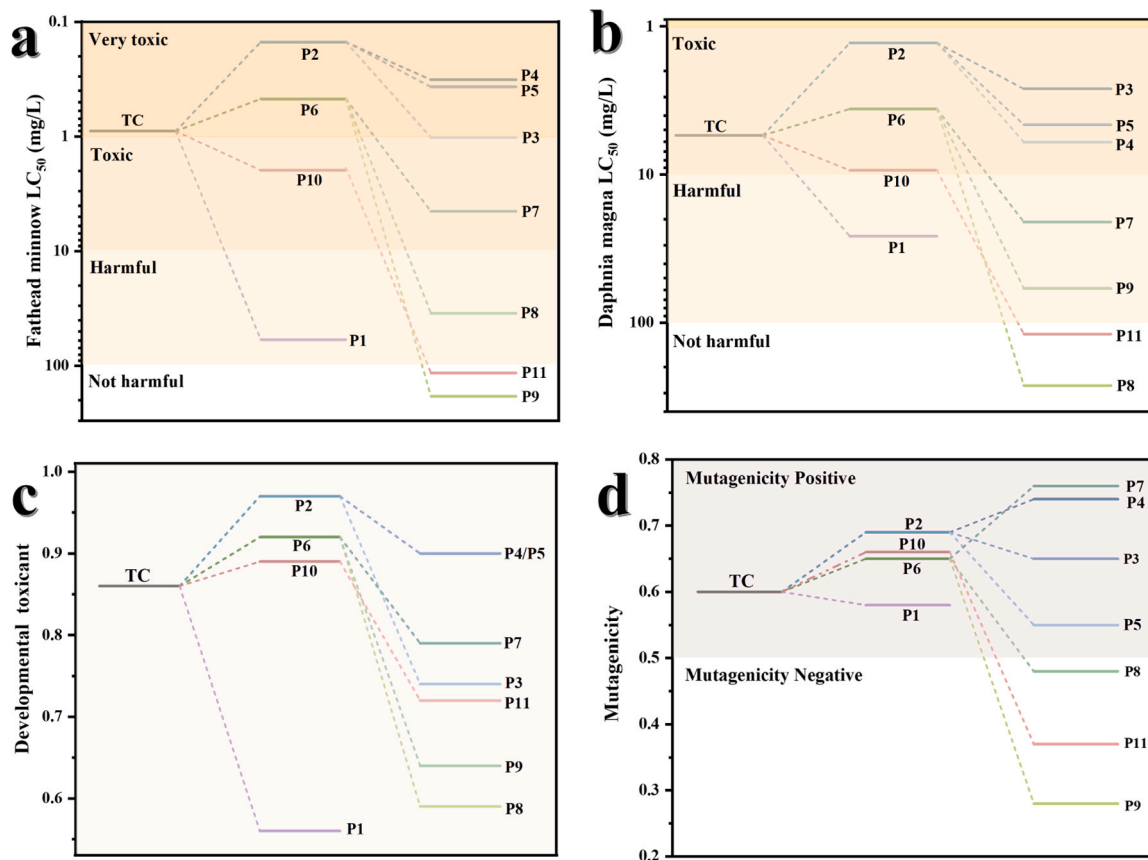 a
Fathead minnow LC50 (mg/L)
0.1
1
10
100
Very toxic
Toxic
Harmful
Not harmful
TC
P2
P6
P10
P1
P4
P5
P3
P7
P8
P11
P9
b
Daphnia magna LC50 (mg/L)
1
10
100
Toxic
Harmful
Not harmful
TC
P2
P6
P10
P1
P3
P5
P4
P7
P9
P11
P8
c
Developmental toxicant
1.0
0.9
0.8
0.7
0.6
TC
P2
P6
P10
P1
P4/P5
P7
P3
P11
P9
P8
d
Mutagenicity
0.8
0.7
0.6
0.5
0.4
0.3
0.2
Mutagenicity Positive
Mutagenicity Negative
TC
P2
P10
P6
P1
P7
P4
P3
P5
P8
P11
P9